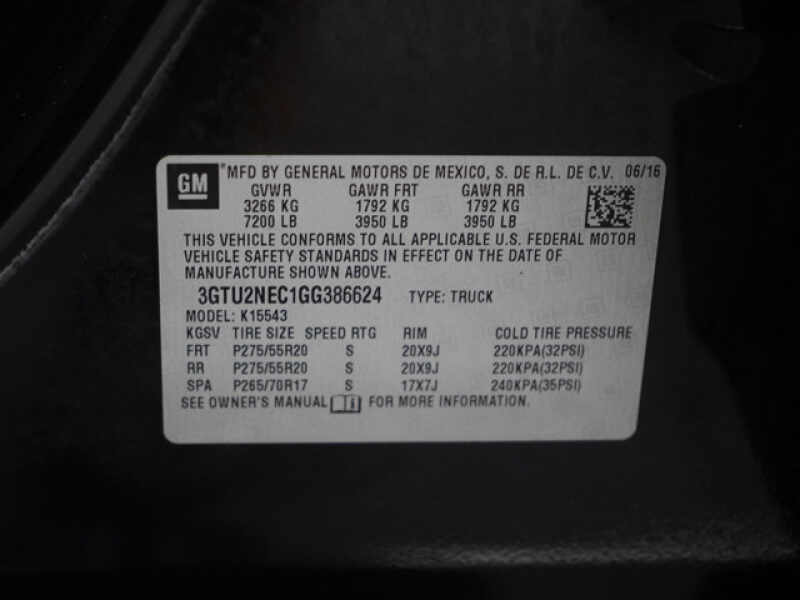 GM *MFD BY GENERAL MOTORS DE MEXICO, S. DE R.L. DE C.V. 06/16
GVWR GAWR FRT GAWR RR
3266 KG 1792 KG 1792 KG
7200 LB 3950 LB 3950 LB
THIS VEHICLE CONFORMS TO ALL APPLICABLE U.S. FEDERAL MOTOR
VEHICLE SAFETY STANDARDS IN EFFECT ON THE DATE OF
MANUFACTURE SHOWN ABOVE.
3GTU2NEC1GG386624 TYPE: TRUCK
MODEL: K15543
KGSV TIRE SIZE SPEED RTG RIM COLD TIRE PRESSURE
FRT P275/55R20 S 20X9J 220KPA(32PSI)
RR P275/55R20 S 20X9J 220KPA(32PSI)
SPA P265/70R17 S 17X7J 240KPA(35PSI)
SEE OWNER'S MANUAL FOR MORE INFORMATION.